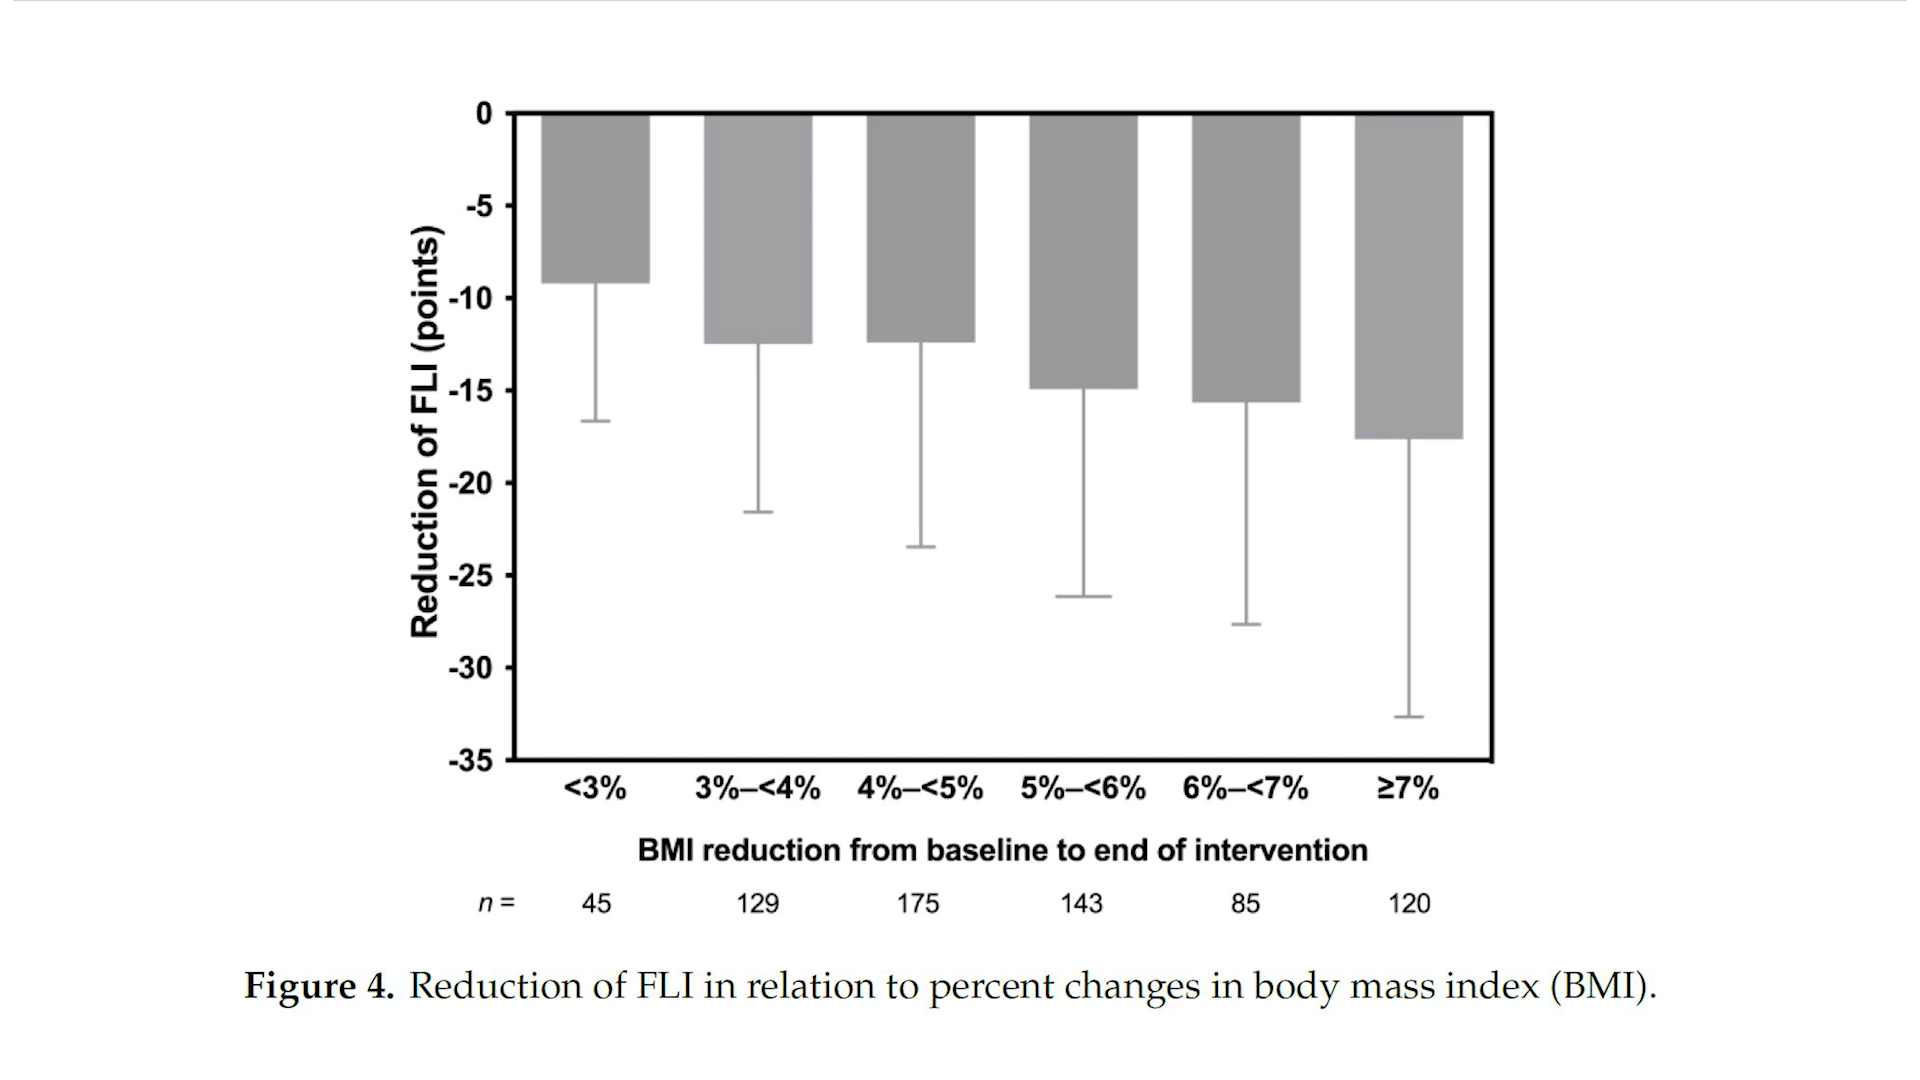 0
-5
-10
-15
-20
-25
-30
-35
Reduction of FLI (points)
<3% 3%–<4% 4%–<5% 5%–<6% 6%–<7% ≥7%
BMI reduction from baseline to end of intervention
n = 45 129 175 143 85 120
Figure 4. Reduction of FLI in relation to percent changes in body mass index (BMI).